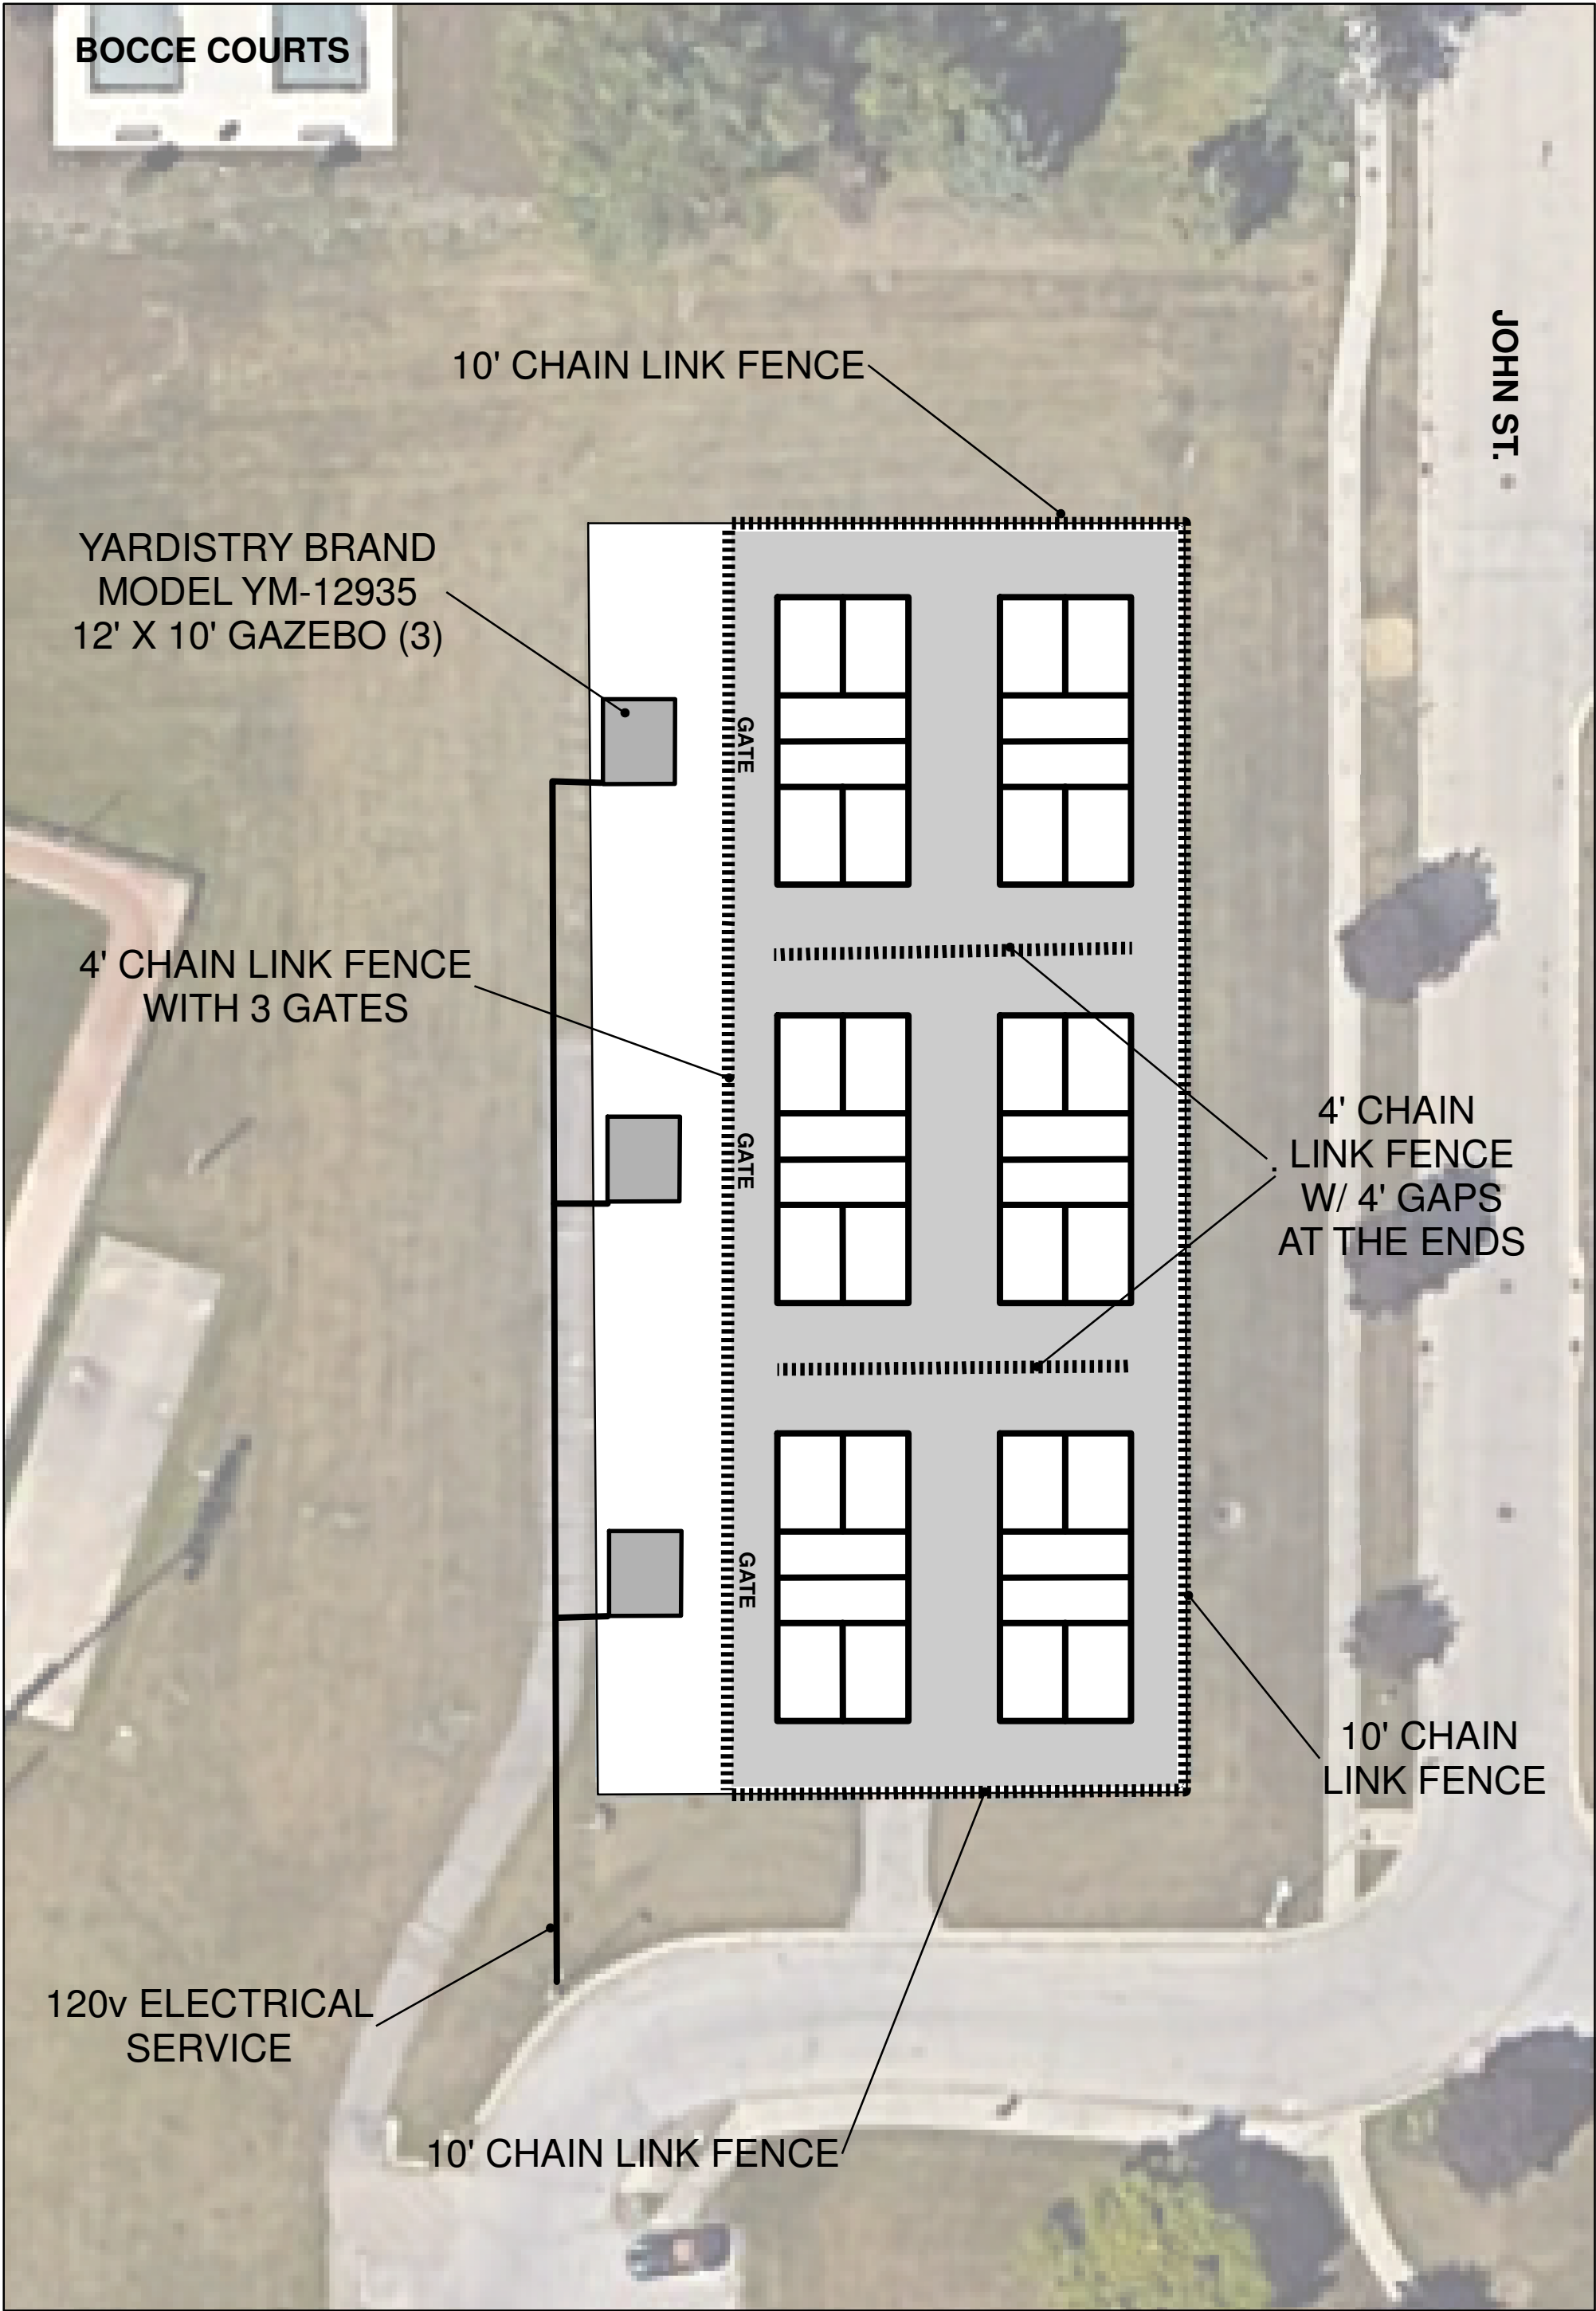 BOCCE COURTS
JOHN ST.
10' CHAIN LINK FENCE
YARDISTRY BRAND
MODEL YM-12935
12' X 10' GAZEBO (3)
GATE
4' CHAIN LINK FENCE
WITH 3 GATES
GATE
4' CHAIN
LINK FENCE
W/ 4' GAPS
AT THE ENDS
GATE
10' CHAIN
LINK FENCE
120v ELECTRICAL
SERVICE
10' CHAIN LINK FENCE